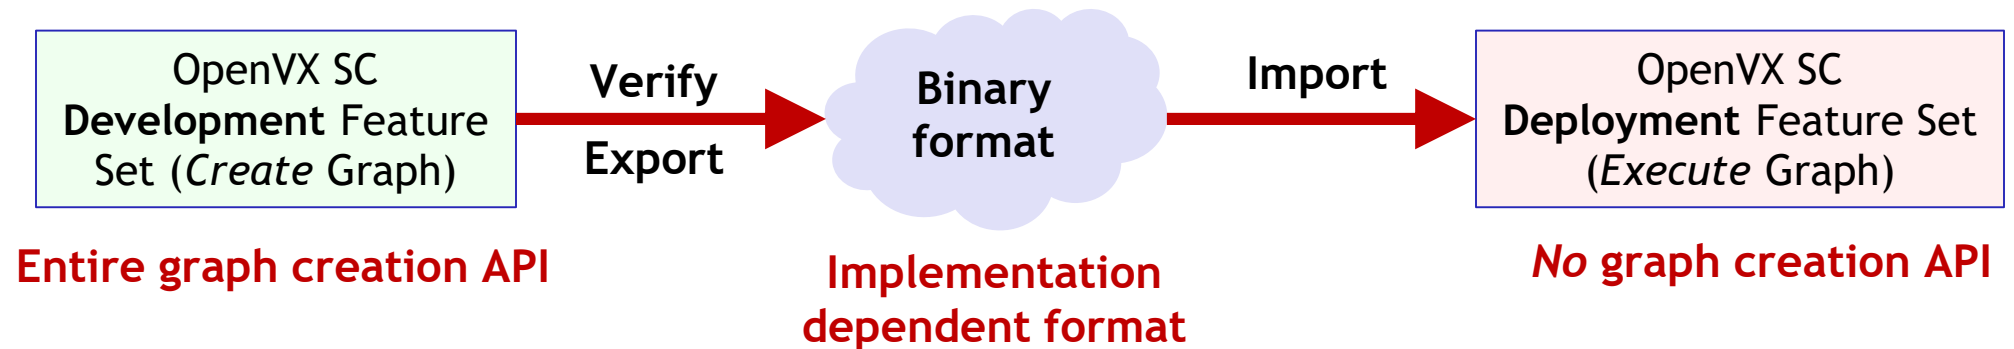 OpenVX SC
Development Feature
Set (Create Graph)
Entire graph creation API
Verify
Export
Binary
format
Implementation
dependent format
Import
OpenVX SC
Deployment Feature Set
(Execute Graph)
No graph creation API